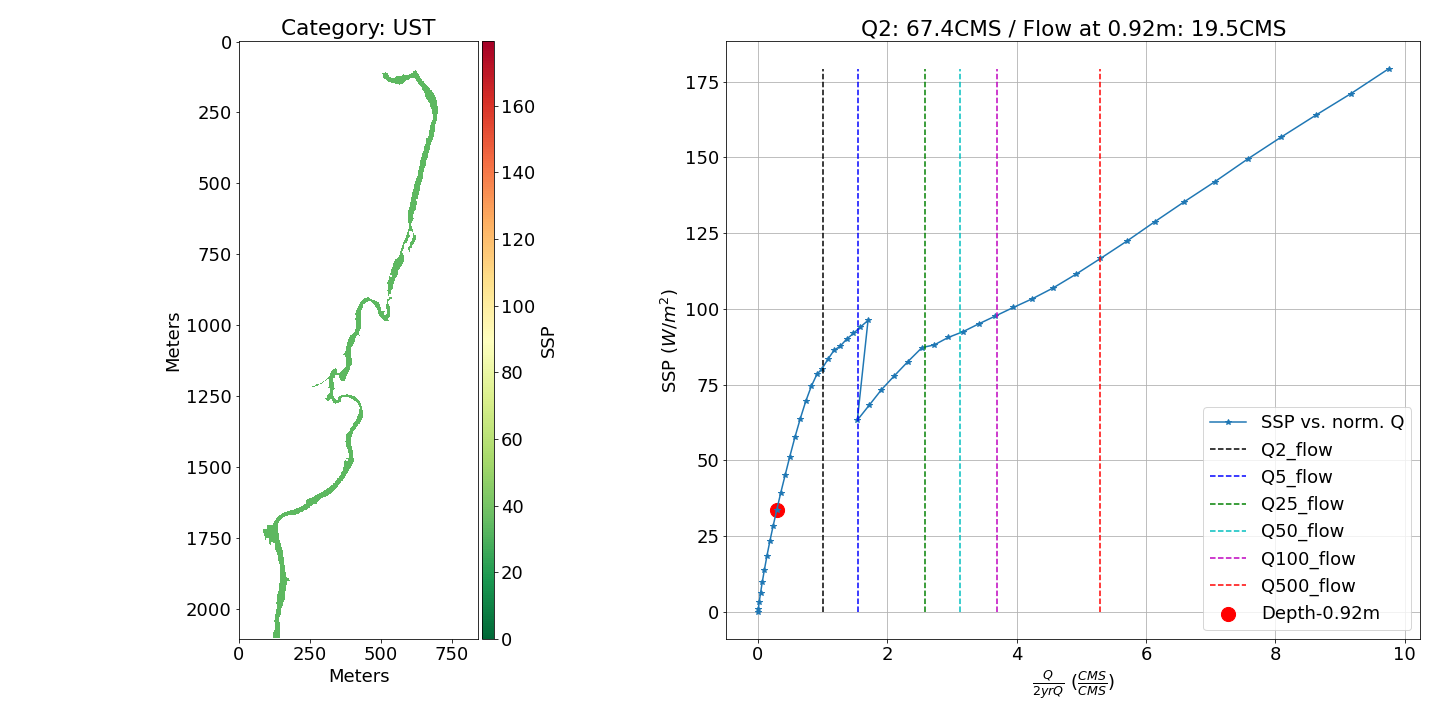 Category: UST
Q2: 67.4CMS / Flow at 0.92m: 19.5CMS
0
250
500
750
1000
1250
1500
1750
2000
Meters
0
250
500
750
Meters
160
140
120
100
80
60
40
20
0
SSP
175
150
125
100
75
50
25
0
SSP (W/m²)
SSP vs. norm. Q
Q2_flow
Q5_flow
Q25_flow
Q50_flow
Q100_flow
Q500_flow
Depth-0.92m
0
2
4
6
8
10
Q/2yrQ (CMS/CMS)